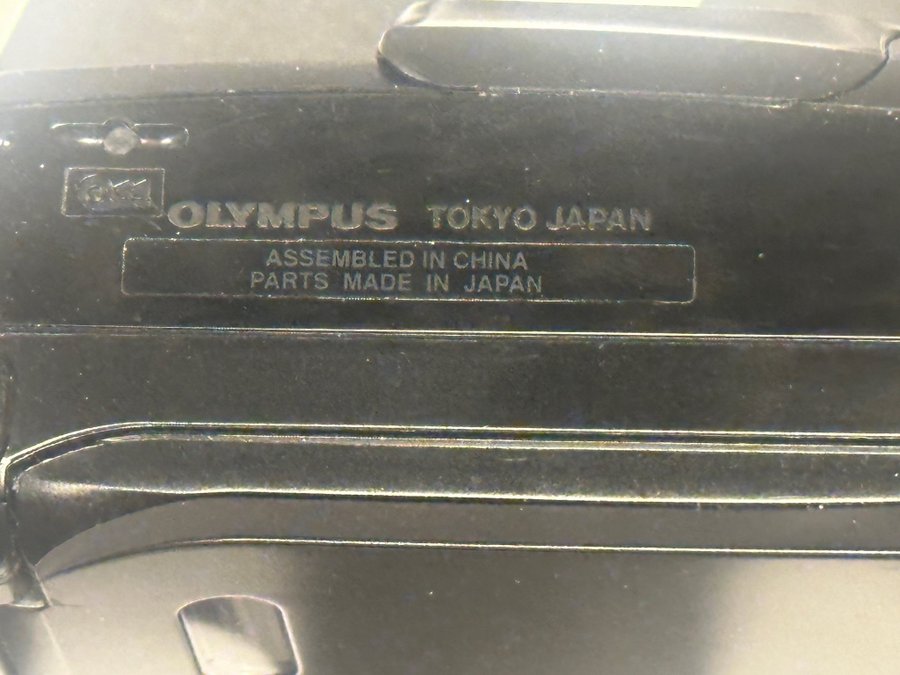 OLYMPUS TOKYO JAPAN
ASSEMBLED IN CHINA
PARTS MADE IN JAPAN